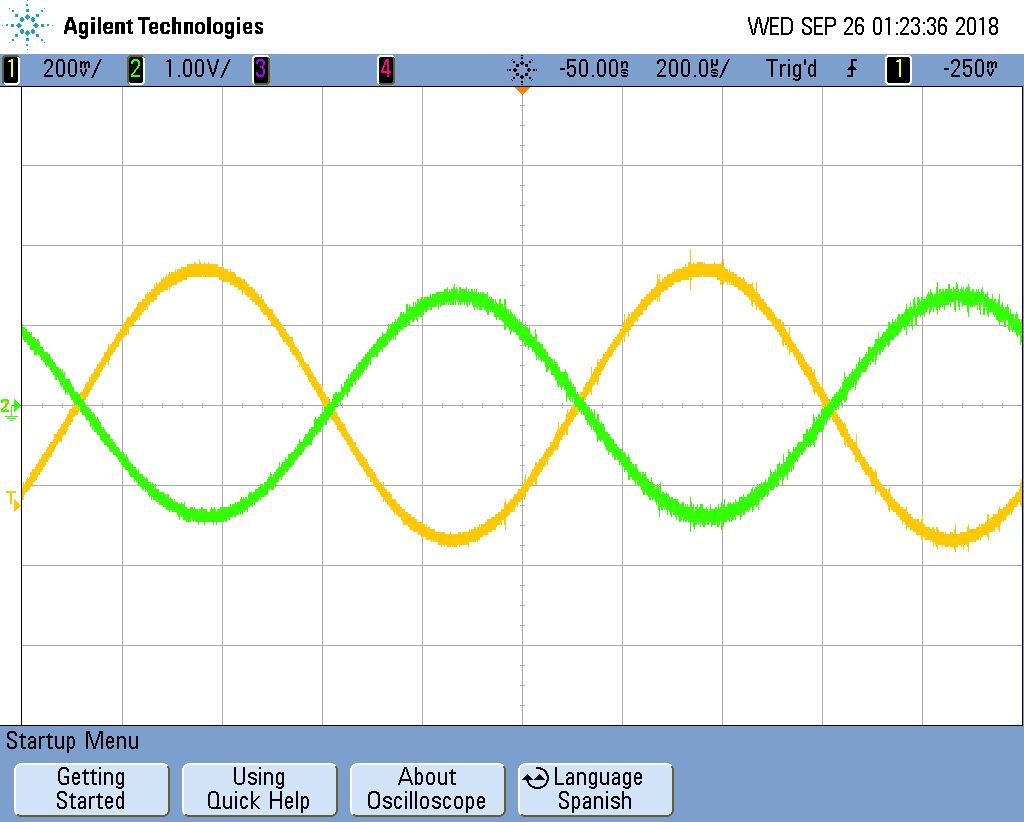 Agilent Technologies WED SEP 26 01:23:36 2018
1 200mV/ 2 1.00V/ 3 4 -50.00ms 200.0us/ Trig'd 1 -250mV
2
T
Startup Menu
Getting Started
Using Quick Help
About Oscilloscope
Language Spanish